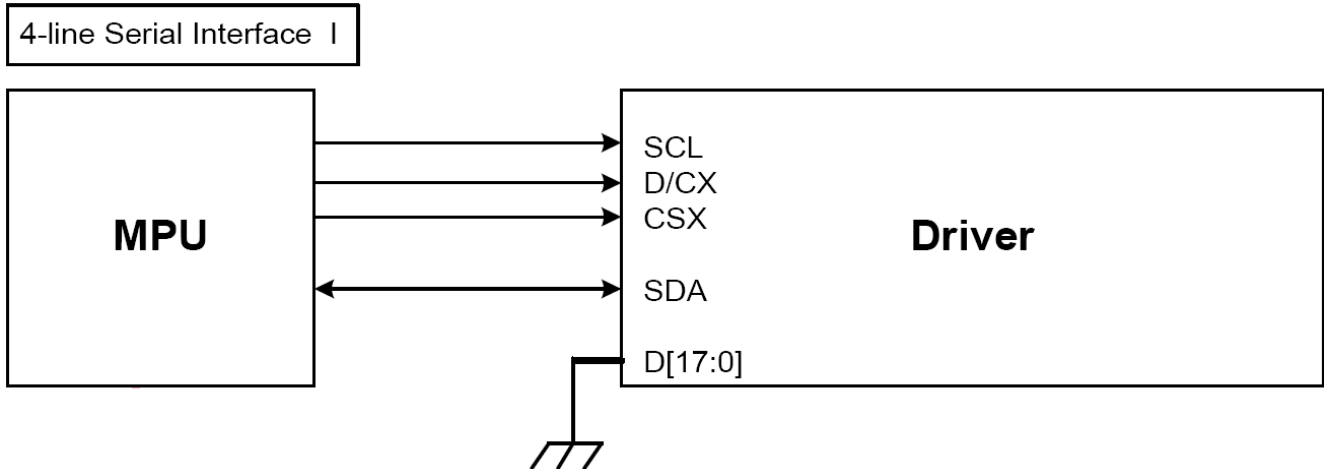 4-line Serial Interface I
MPU
SCL
D/CX
CSX
SDA
D[17:0]
Driver